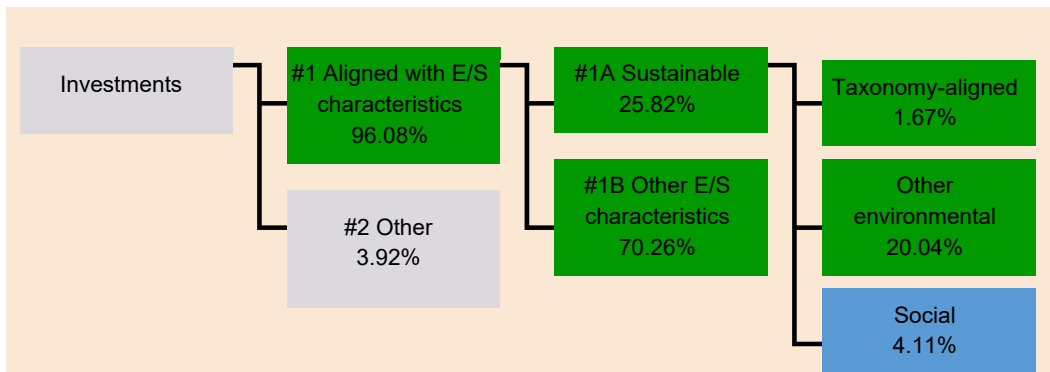 Investments
#1 Aligned with E/S
characteristics
96.08%
#2 Other
3.92%
#1A Sustainable
25.82%
#1B Other E/S
characteristics
70.26%
Taxonomy-aligned
1.67%
Other
environmental
20.04%
Social
4.11%